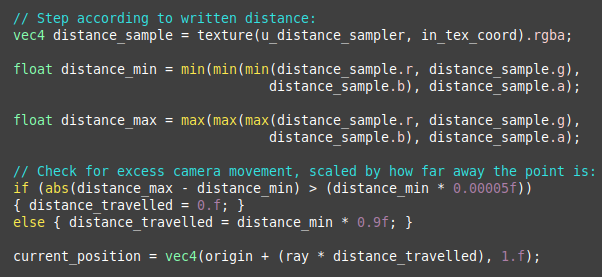 // Step according to written distance:
vec4 distance_sample = texture(u_distance_sampler, in_tex_coord).rgba;
float distance_min = min(min(min(distance_sample.r, distance_sample.g),
distance_sample.b), distance_sample.a);
float distance_max = max(max(max(distance_sample.r, distance_sample.g),
distance_sample.b), distance_sample.a);
// Check for excess camera movement, scaled by how far away the point is:
if (abs(distance_max - distance_min) > (distance_min * 0.00005f))
{ distance_travelled = 0.f; }
else { distance_travelled = distance_min * 0.9f; }
current_position = vec4(origin + (ray * distance_travelled), 1.f);